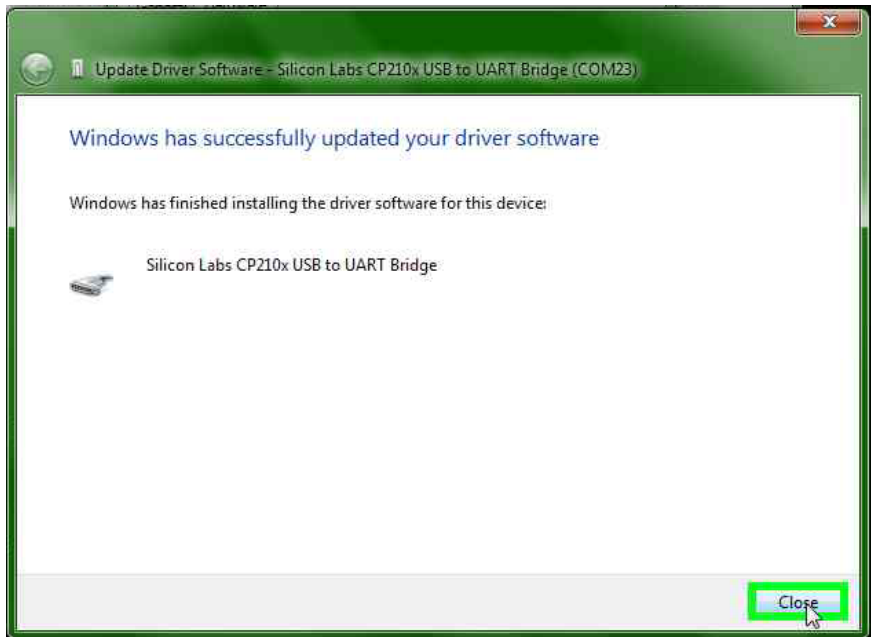 Update Driver Software - Silicon Labs CP210x USB to UART Bridge (COM23)
Windows has successfully updated your driver software
Windows has finished installing the driver software for this device:
Silicon Labs CP210x USB to UART Bridge
Close